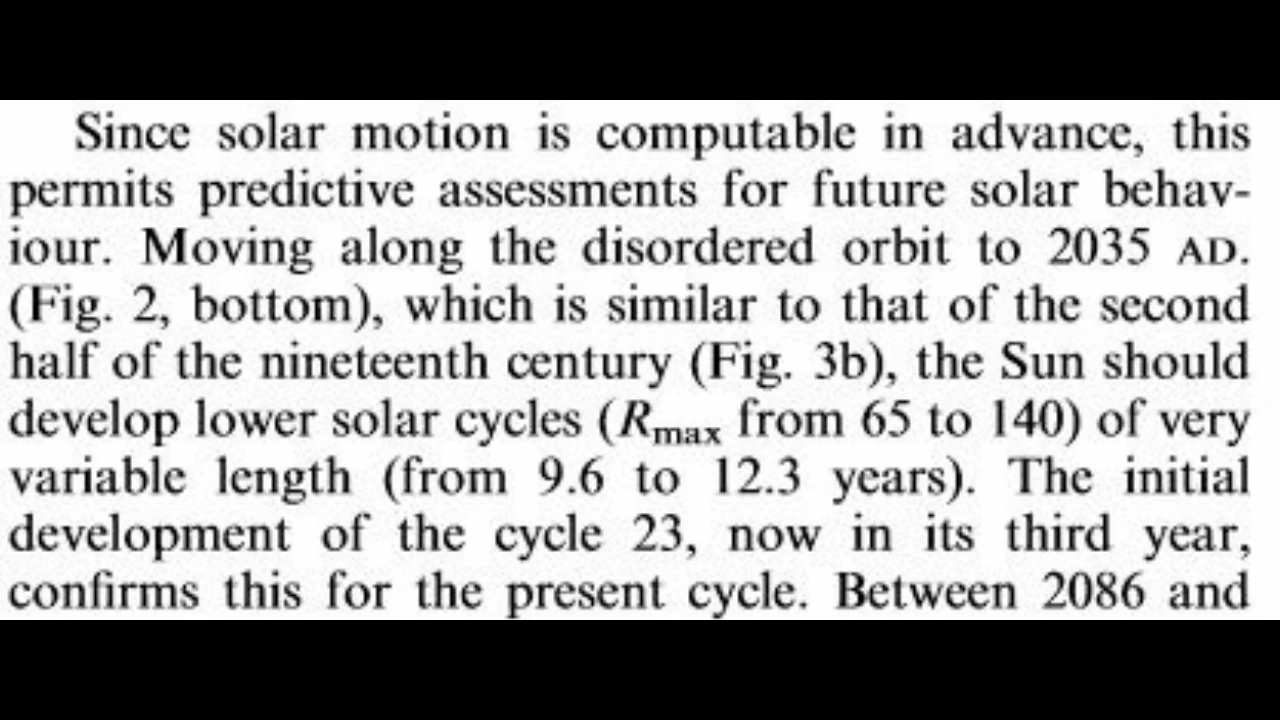 Since solar motion is computable in advance, this
permits predictive assessments for future solar behav-
iour. Moving along the disordered orbit to 2035 AD.
(Fig. 2, bottom), which is similar to that of the second
half of the nineteenth century (Fig. 3b), the Sun should
develop lower solar cycles (Rmax from 65 to 140) of very
variable length (from 9.6 to 12.3 years). The initial
development of the cycle 23, now in its third year,
confirms this for the present cycle. Between 2086 and